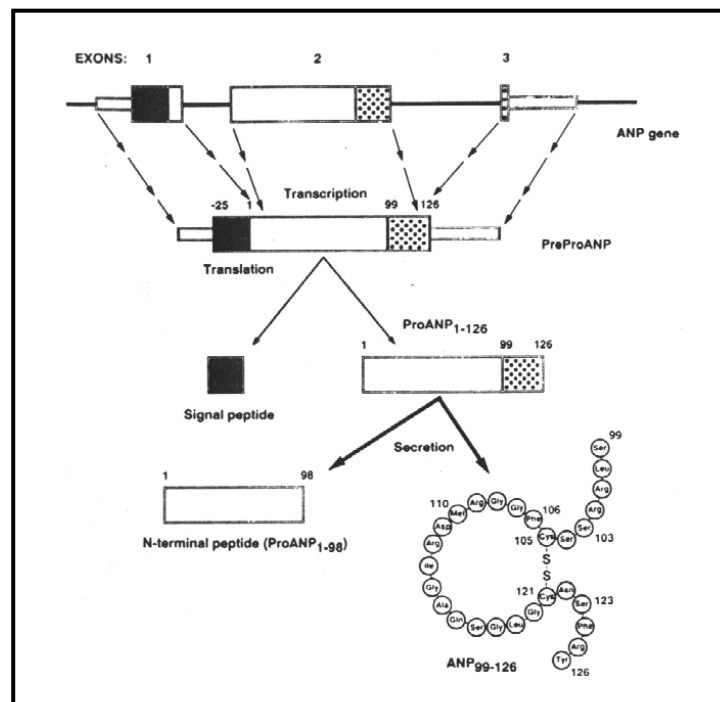 EXONS: 1 2 3
ANP gene
Transcription
-25 1 99 126
PreProANP
Translation
ProANP1-126
1 99 126
Signal peptide
Secretion
1 98
N-terminal peptide (ProANP1-98)
99
Ser
Leu
Arg
Arg
Ser
103
Ser
Cys
105
106
Phe
Gly
Gly
Arg
Met
110
Asp
Arg
Ile
Gly
Ala
Gln
Ser
Gly
Leu
Gly
121
Cys
S
S
Asn
Ser
123
Phe
Arg
Tyr
126
ANP99-126